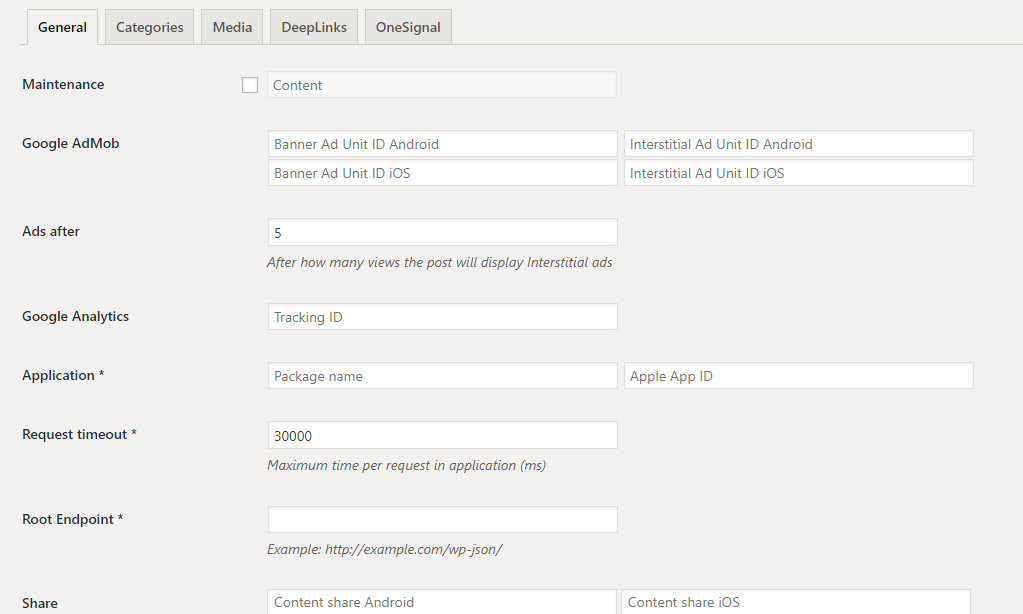 General Categories Media DeepLinks OneSignal
Maintenance Content
Google AdMob Banner Ad Unit ID Android Interstitial Ad Unit ID Android
Banner Ad Unit ID iOS Interstitial Ad Unit ID iOS
Ads after 5
After how many views the post will display Interstitial ads
Google Analytics Tracking ID
Application * Package name Apple App ID
Request timeout * 30000
Maximum time per request in application (ms)
Root Endpoint *
Example: http://example.com/wp-json/
Share Content share Android Content share iOS